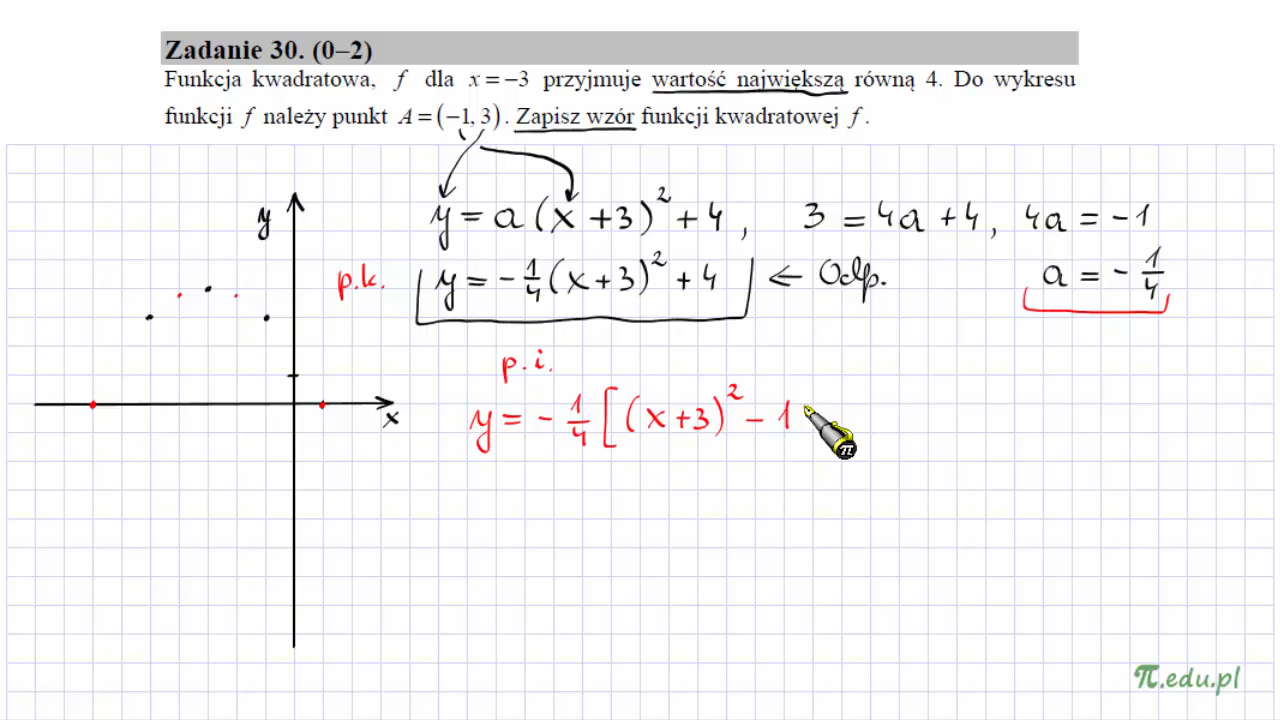 Zadanie 30. (0–2)
Funkcja kwadratowa, f dla x = −3 przyjmuje wartość największą równą 4. Do wykresu
funkcji f należy punkt A = (−1, 3). Zapisz wzór funkcji kwadratowej f.
y = a(x+3)² + 4, 3 = 4a + 4, 4a = −1
y
p.k. y = −1/4(x+3)² + 4 ← Odp. a = −1/4
p.i.
y = −1/4[(x+3)² − 1
x
π
π.edu.pl